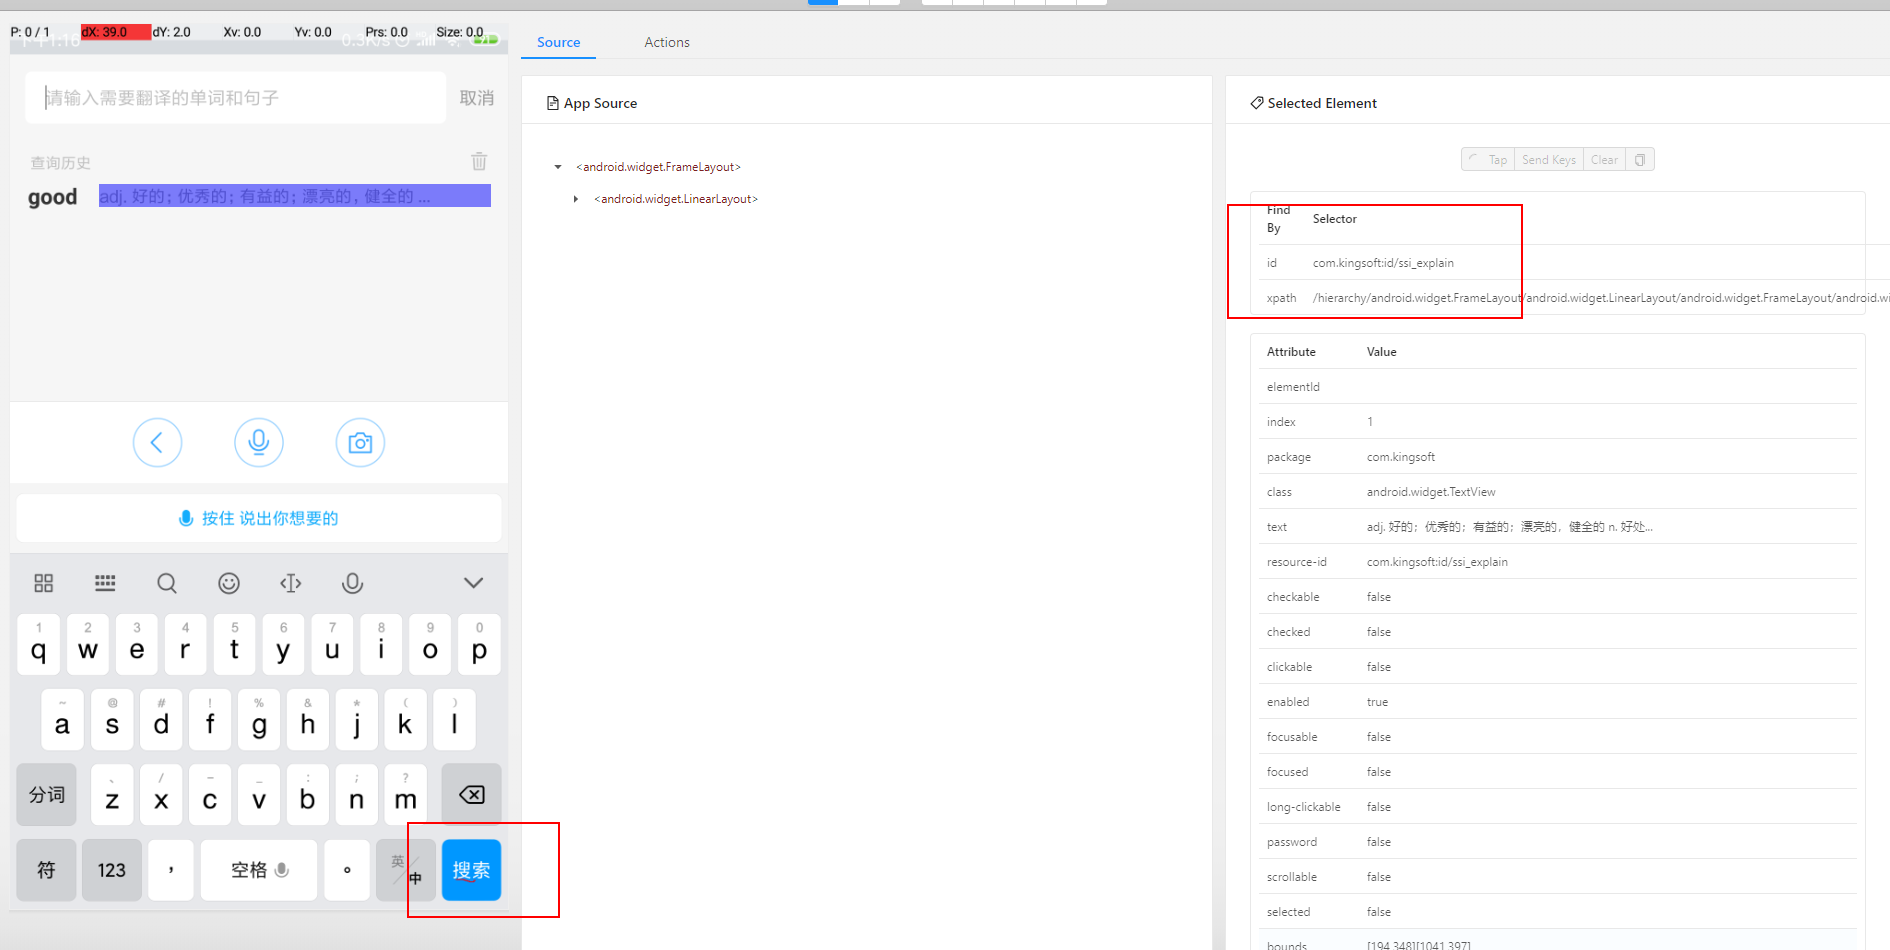 P: 0 / 1 dX: 39.0 dY: 2.0 Xv: 0.0 Yv: 0.0 Prs: 0.0 Size: 0.0
下午1:16 0.3K/s
请输入需要翻译的单词和句子 取消
查询历史
good adj. 好的；优秀的；有益的；漂亮的，健全的 ...
按住 说出你想要的
1 2 3 4 5 6 7 8 9 0
q w e r t y u i o p
~ @ # ! % & * ( )
a s d f g h j k l
、 / - _ : ; ?
分词 z x c v b n m
符 123 ， 空格 。 英/中 搜索
Source Actions
App Source
<android.widget.FrameLayout>
<android.widget.LinearLayout>
Selected Element
Tap Send Keys Clear
Find By Selector
id com.kingsoft:id/ssi_explain
xpath /hierarchy/android.widget.FrameLayout/android.widget.LinearLayout/android.widget.FrameLayout/android.wi
Attribute Value
elementId
index 1
package com.kingsoft
class android.widget.TextView
text adj. 好的；优秀的；有益的；漂亮的，健全的 n. 好处...
resource-id com.kingsoft:id/ssi_explain
checkable false
checked false
clickable false
enabled true
focusable false
focused false
long-clickable false
password false
scrollable false
selected false
bounds [194,348][1041,397]